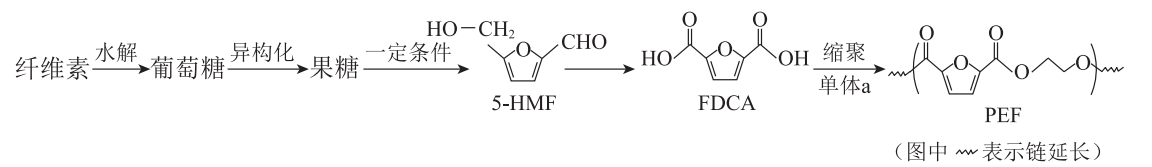 纤维素 水解 葡萄糖 异构化 果糖 一定条件 HO—CH₂ O CHO 5-HMF
O O HO O OH FDCA
缩聚 单体a
O O O O O PEF
(图中 表示链延长)